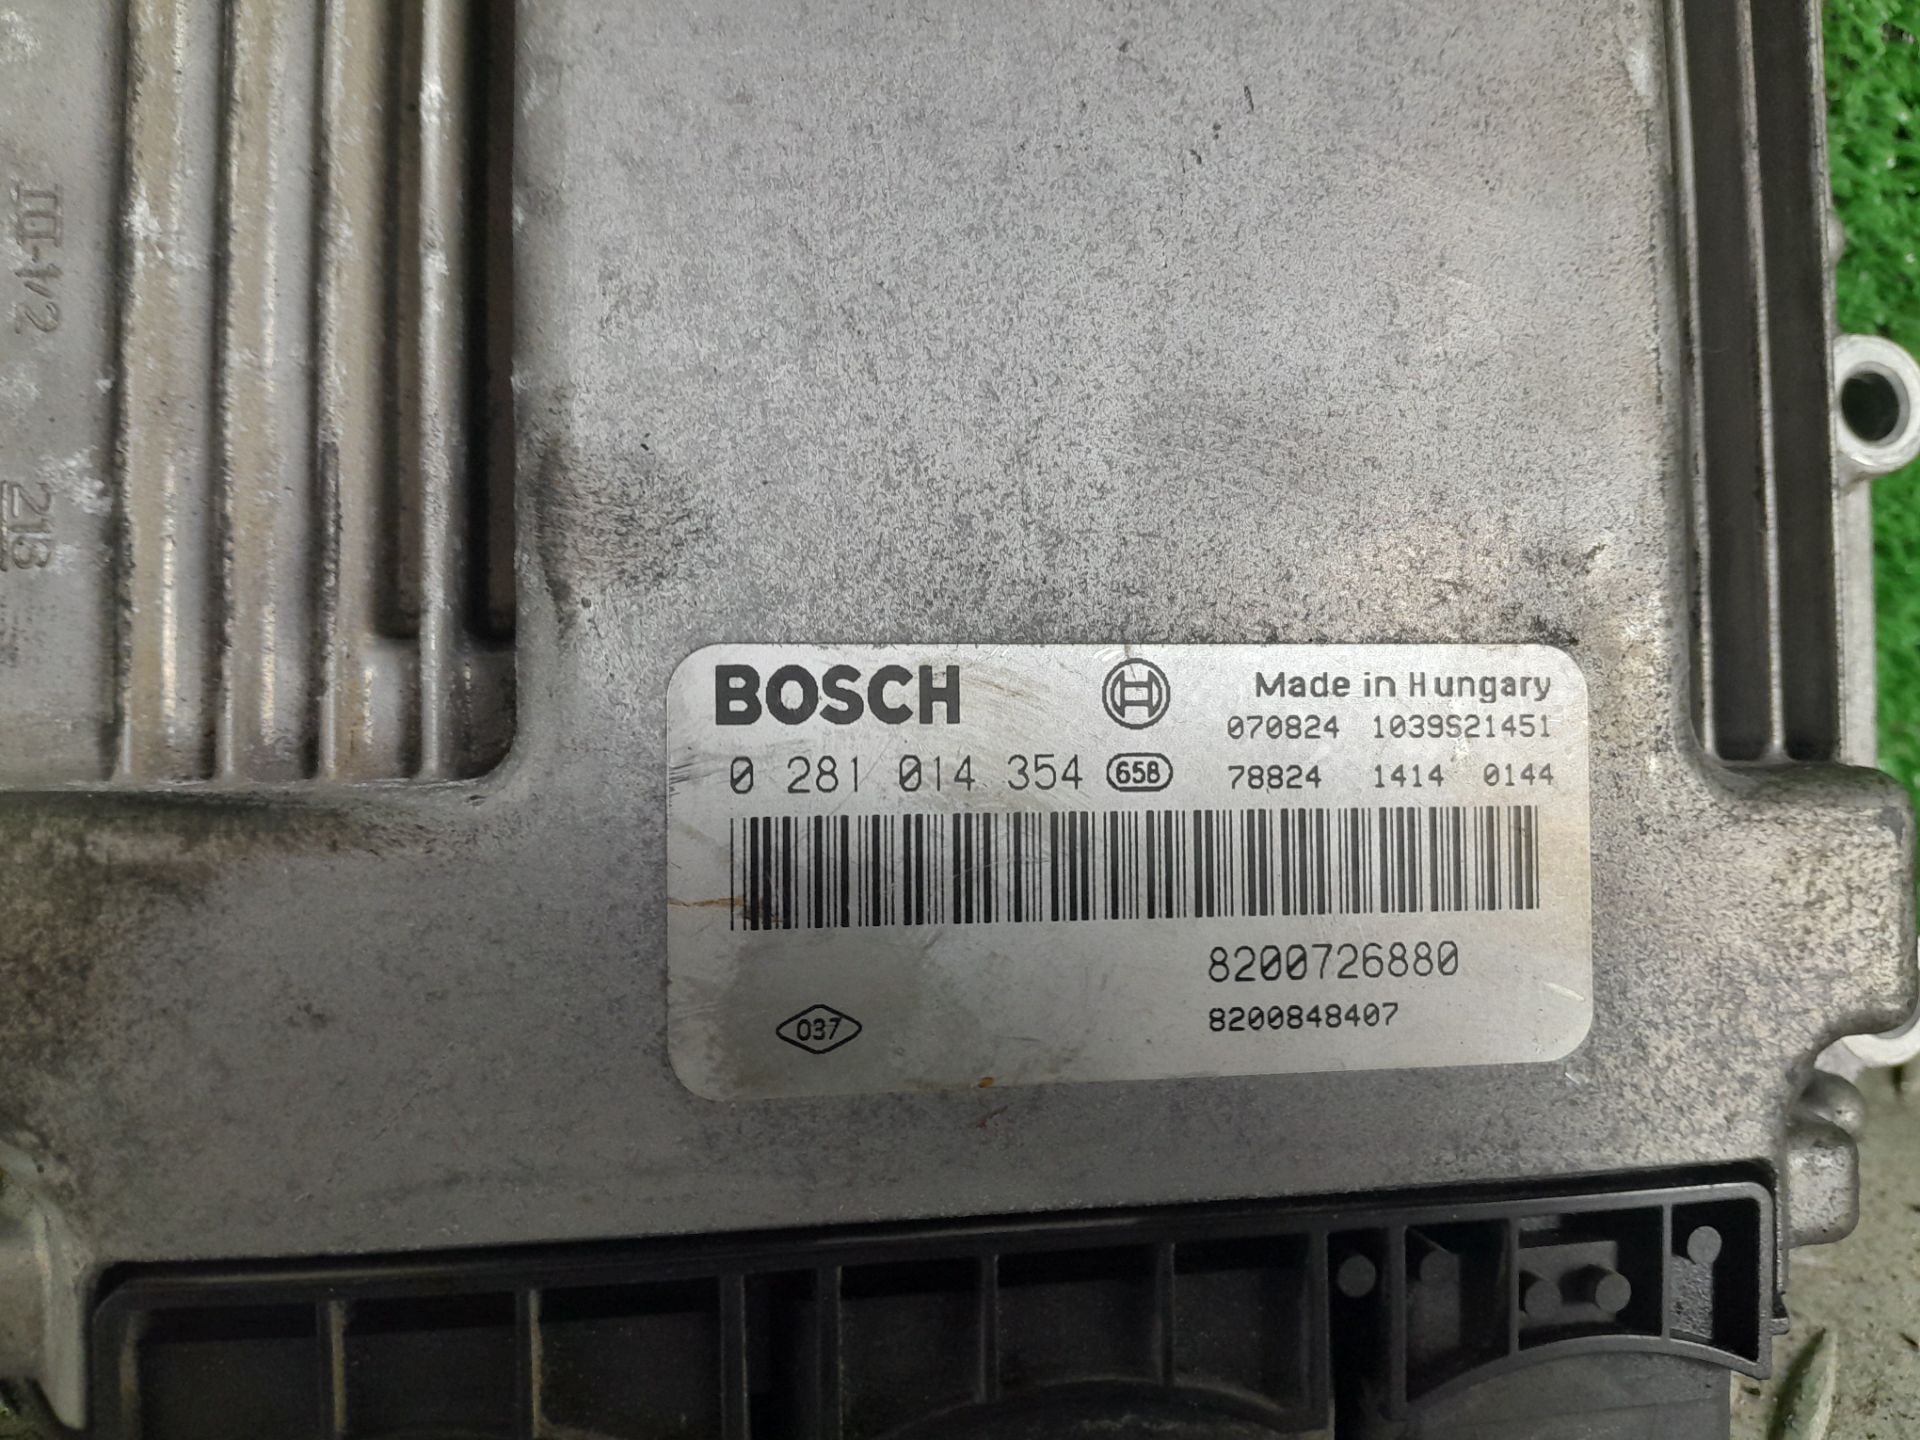 BOSCH
Made in Hungary
070824 1039S21451
0 281 014 354 658
78824 1414 0144
8200726880
8200848407
037